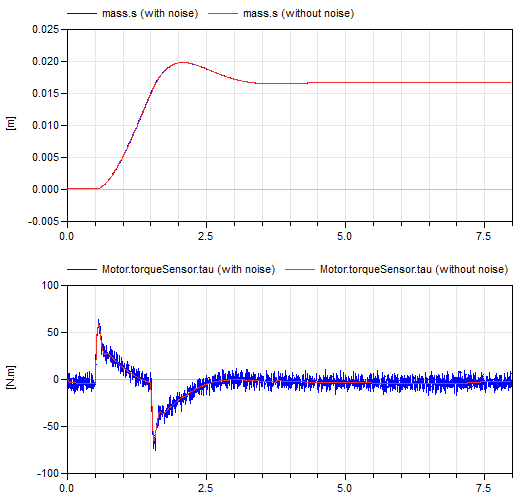 mass.s (with noise) mass.s (without noise)
0.025
0.020
0.015
[m]
0.010
0.005
0.000
-0.005
0.0 2.5 5.0 7.5
Motor.torqueSensor.tau (with noise) Motor.torqueSensor.tau (without noise)
100
50
[N.m]
0
-50
-100
0.0 2.5 5.0 7.5